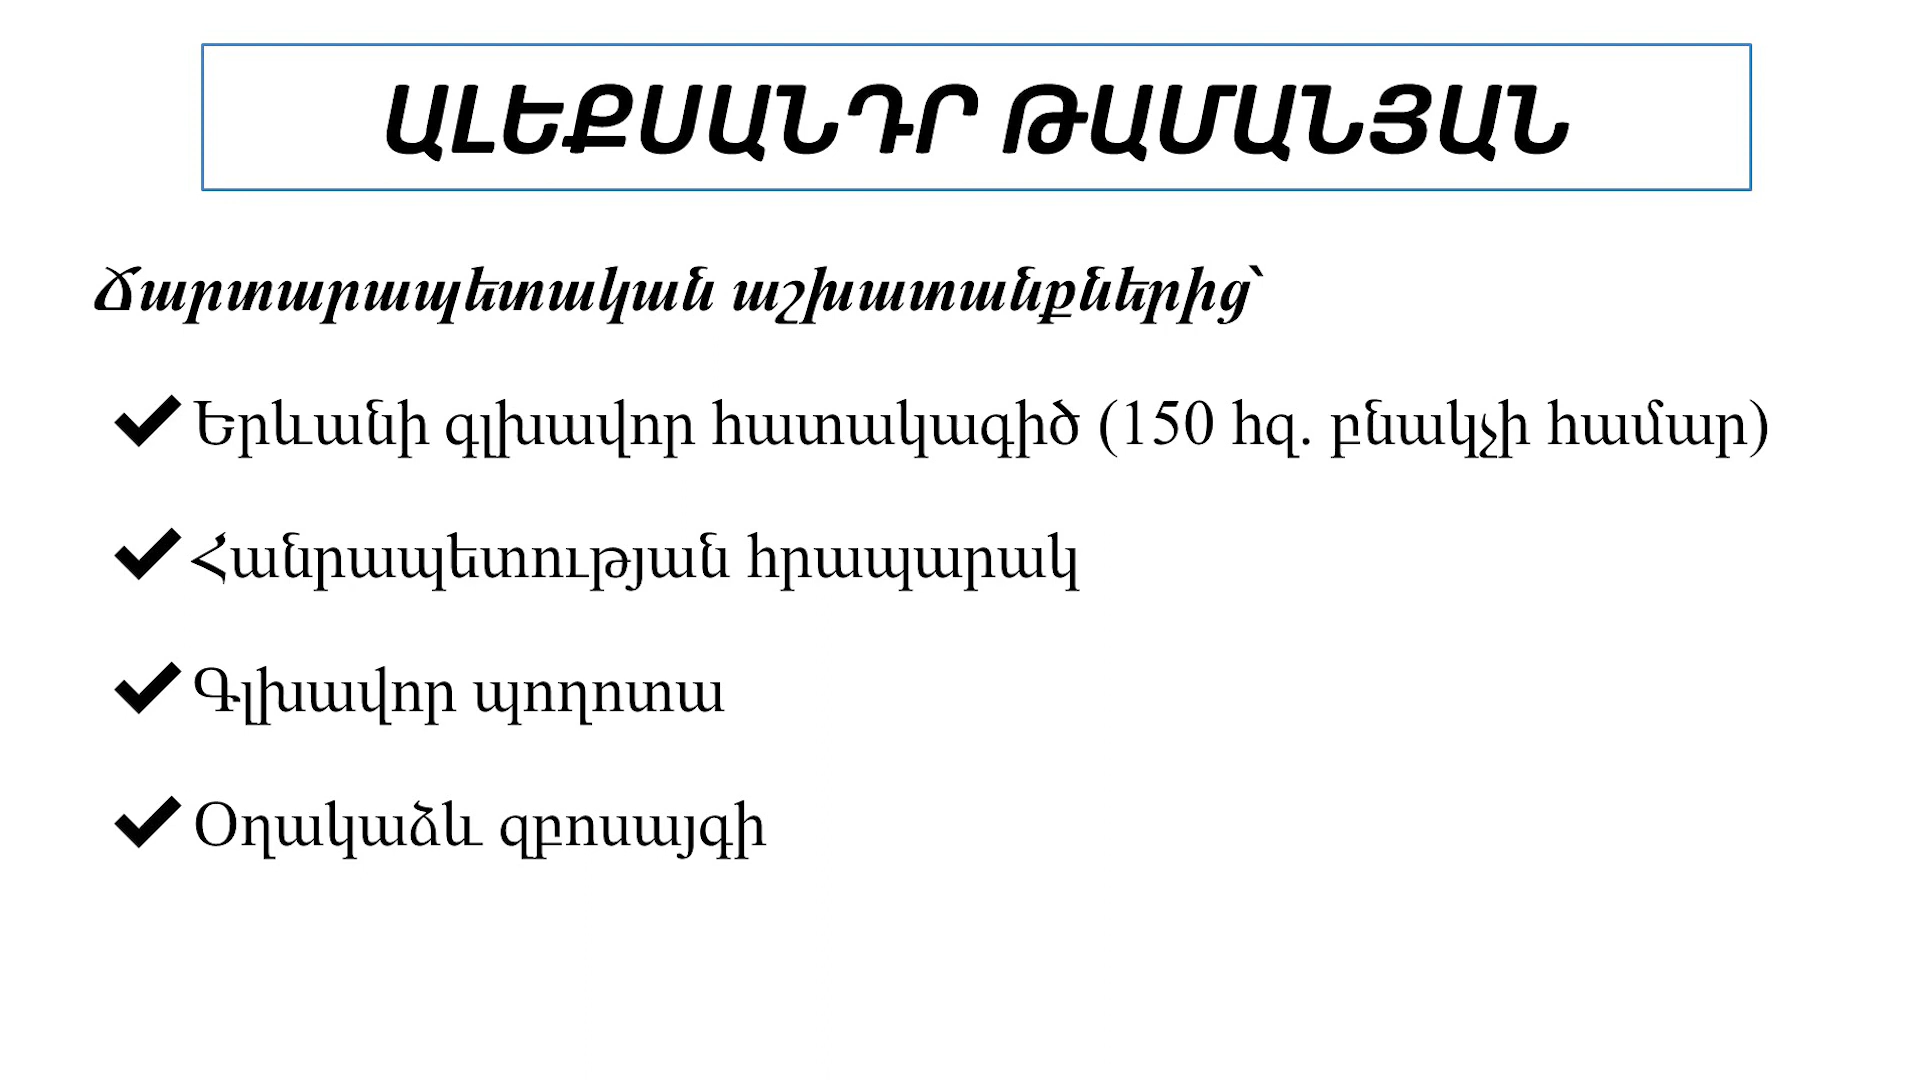 ԱԼԵՔՍԱՆԴՐ ԹԱՄԱՆՅԱՆ
Ճարտարապետական աշխատանքներից՝
Երևանի գլխավոր հատակագիծ (150 հզ. բնակչի համար)
Հանրապետության հրապարակ
Գլխավոր պողոտա
Օղակաձև զբոսայգի